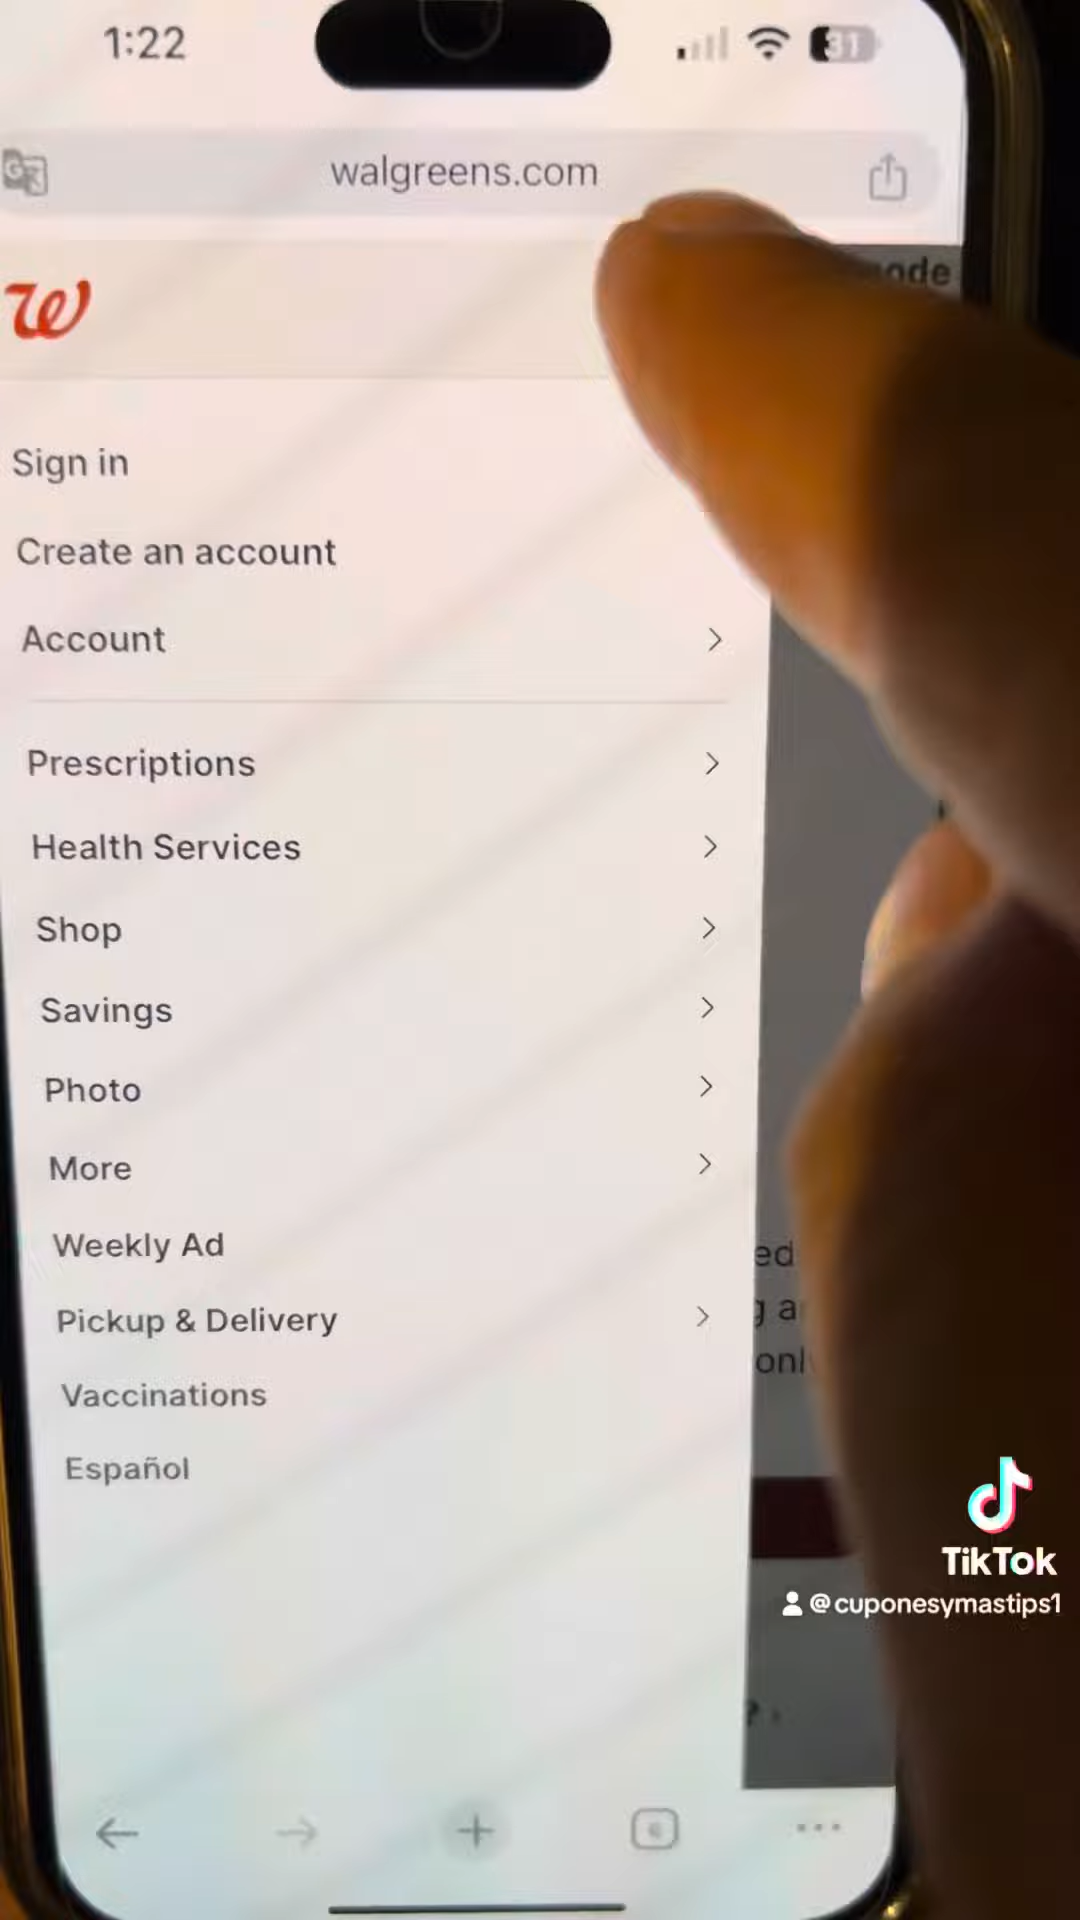 1:22
31
walgreens.com
Sign in
Create an account
Account
Prescriptions
Health Services
Shop
Savings
Photo
More
Weekly Ad
Pickup & Delivery
Vaccinations
Español
TikTok
@cuponesymastips1